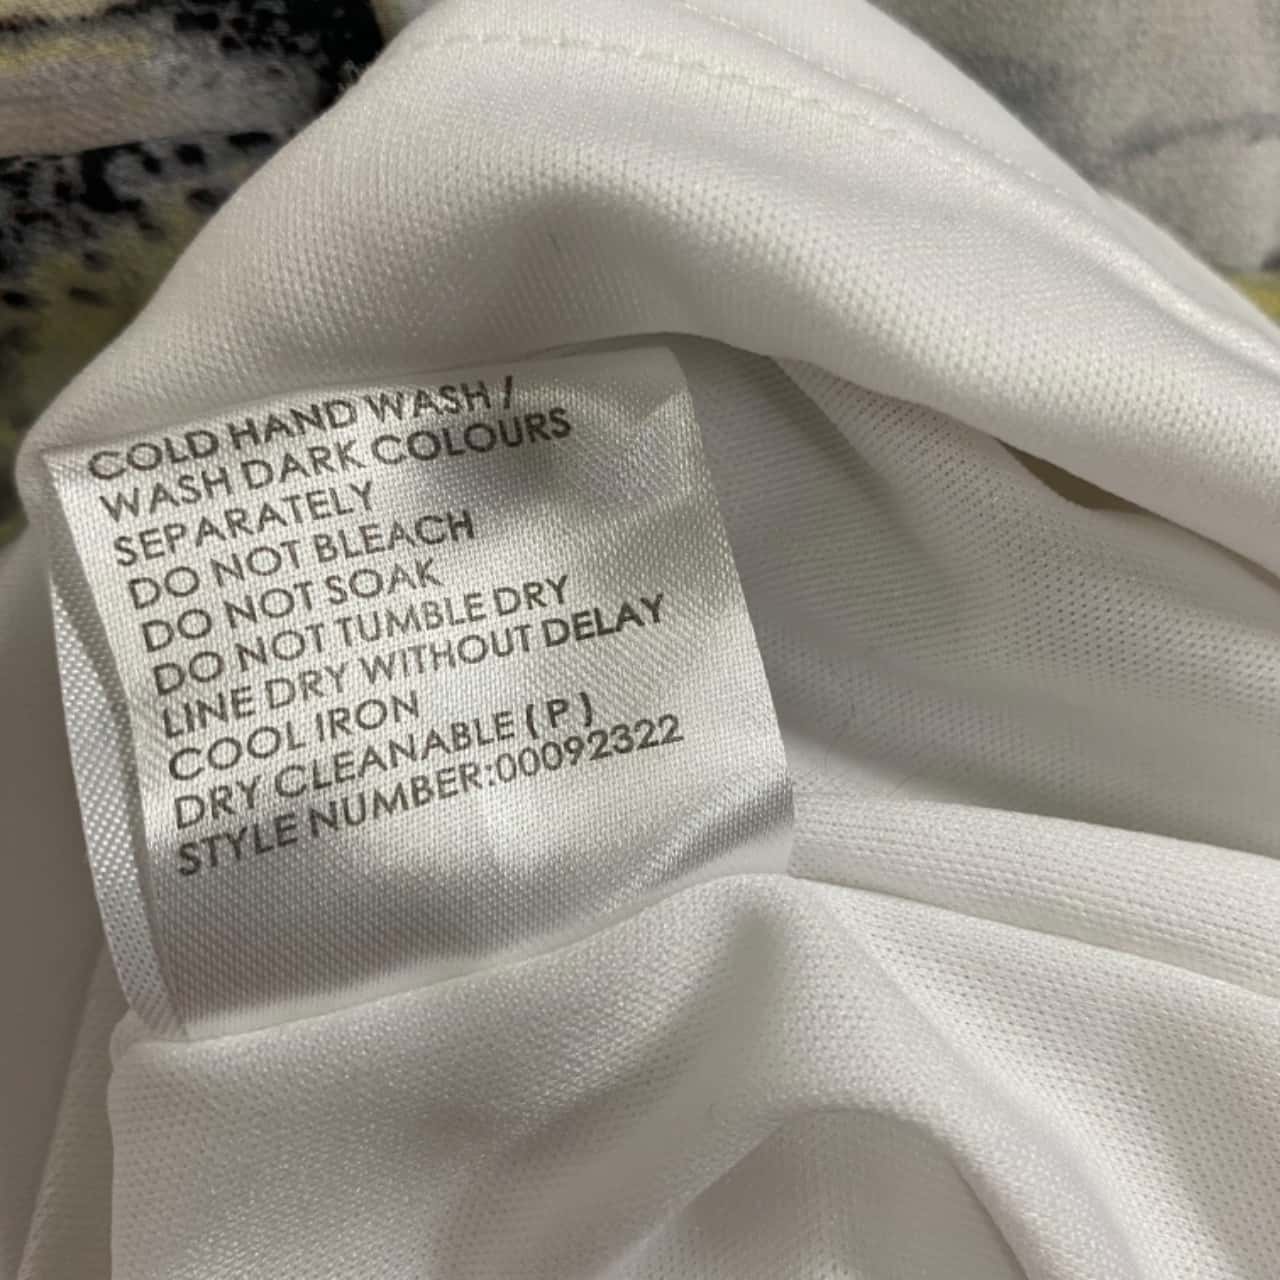 COLD HAND WASH /
WASH DARK COLOURS
SEPARATELY
DO NOT BLEACH
DO NOT SOAK
DO NOT TUMBLE DRY
LINE DRY WITHOUT DELAY
COOL IRON
DRY CLEANABLE ( P )
STYLE NUMBER:00092322